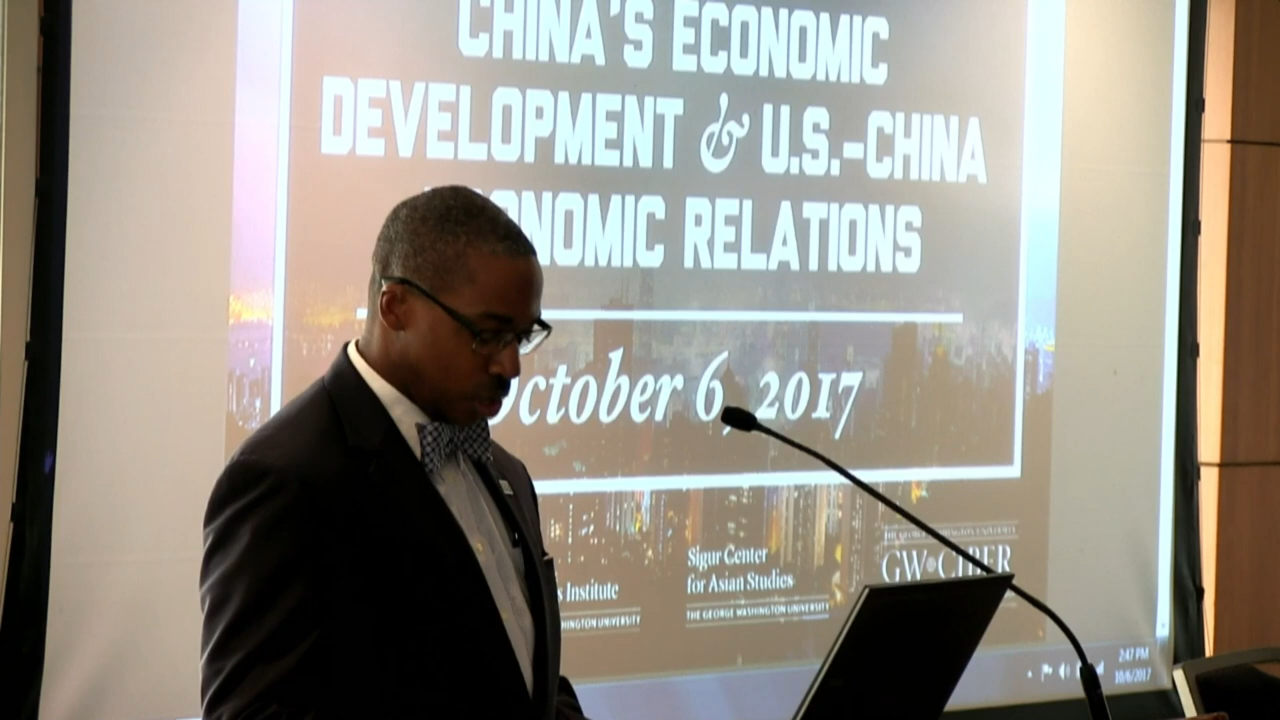 CHINA'S ECONOMIC
DEVELOPMENT & U.S.-CHINA
NOMIC RELATIONS
October 6, 2017
s Institute
HINGTON UNIVERSITY
Sigur Center
for Asian Studies
THE GEORGE WASHINGTON UNIVERSITY
THE GEORGE WASHINGTON UNIVERSITY
GW CIBER
2:47 PM
10/6/2017